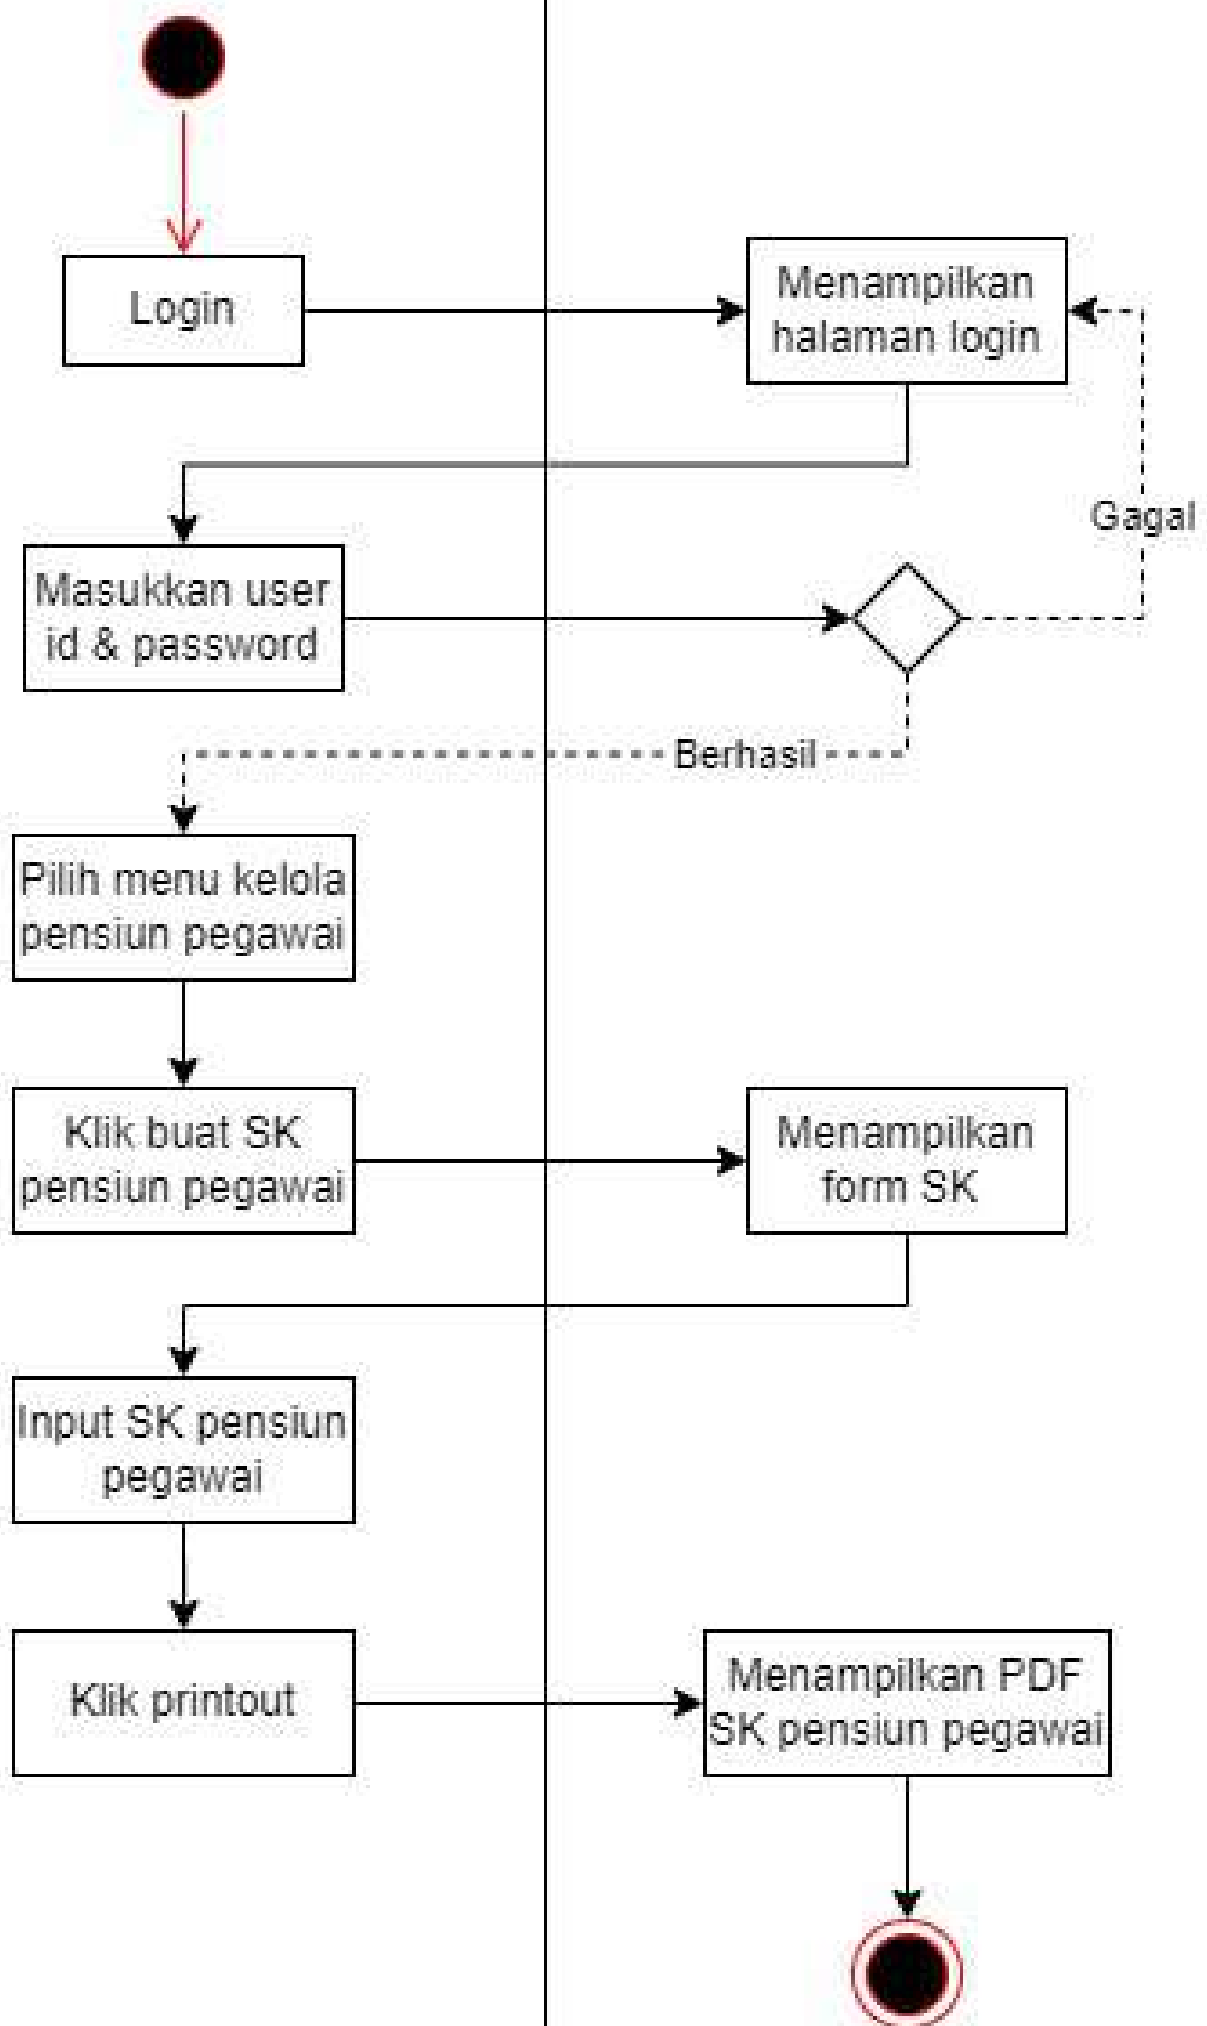 Login
Menampilkan
halaman login
Gagal
Masukkan user
id & password
Berhasil
Pilih menu kelola
pensiun pegawai
Klik buat SK
pensiun pegawai
Menampilkan
form SK
Input SK pensiun
pegawai
Klik printout
Menampilkan PDF
SK pensiun pegawai